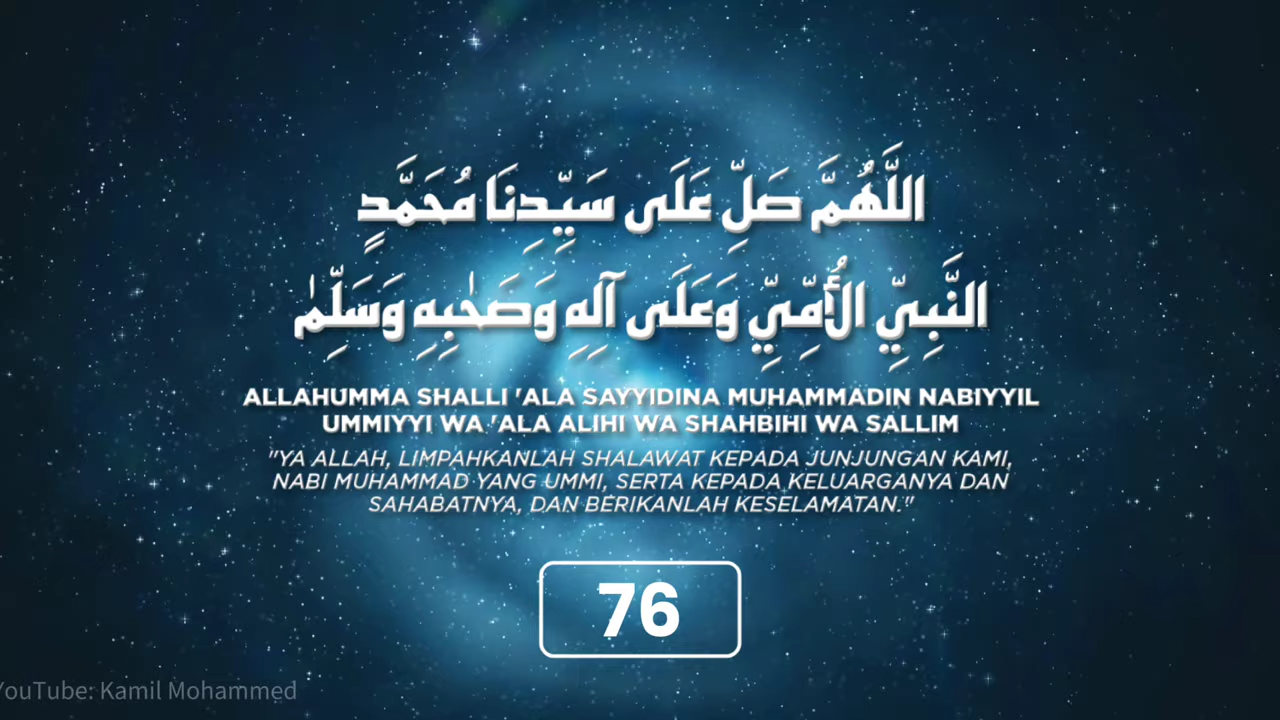 اللَّهُمَّ صَلِّ عَلَى سَيِّدِنَا مُحَمَّدٍ
النَّبِيِّ الأُمِّيِّ وَعَلَى آلِهِ وَصَحْبِهِ وَسَلِّمْ
ALLAHUMMA SHALLI 'ALA SAYYIDINA MUHAMMADIN NABIYYIL
UMMIYYI WA 'ALA ALIHI WA SHAHBIHI WA SALLIM
"YA ALLAH, LIMPAHKANLAH SHALAWAT KEPADA JUNJUNGAN KAMI,
NABI MUHAMMAD YANG UMMI, SERTA KEPADA KELUARGANYA DAN
SAHABATNYA, DAN BERIKANLAH KESELAMATAN."
76
YouTube: Kamil Mohammed